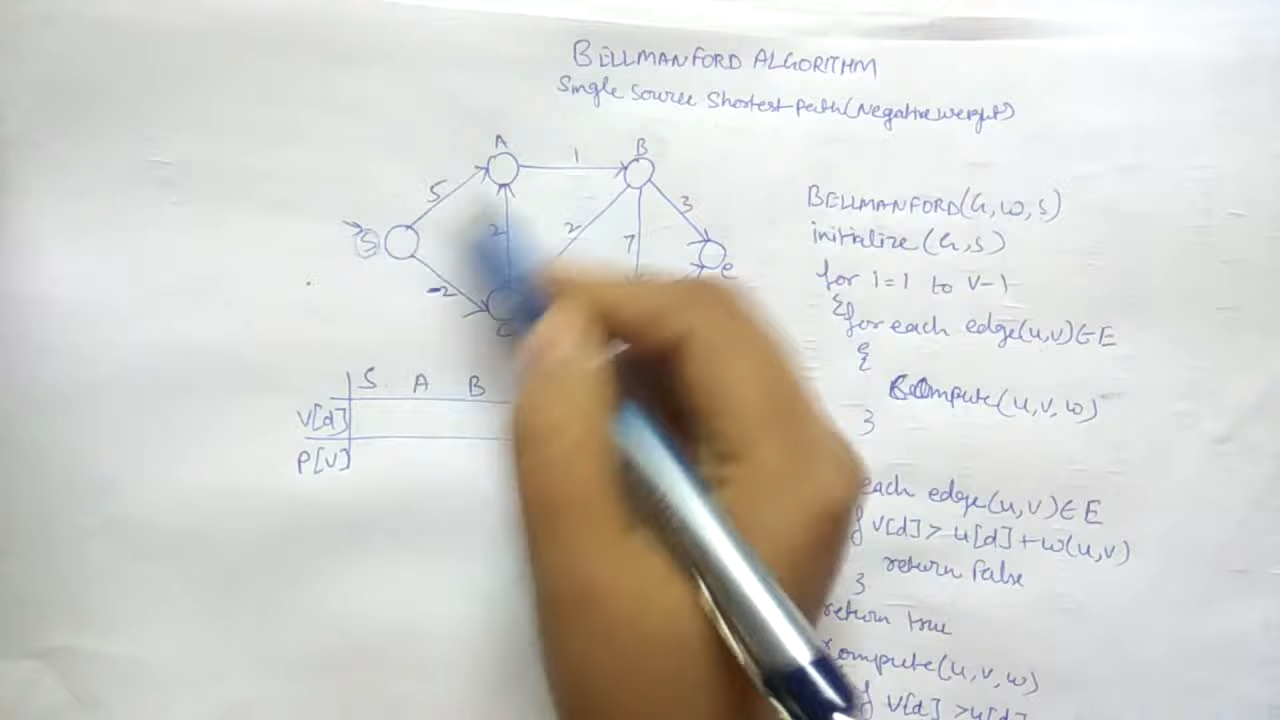 BELLMANFORD ALGORITHM
Single Source Shortest path (Negative weight)
A
1
B
5
3
S
2
2
7
e
-2
C
S A B
V[d]
P[V]
BELLMANFORD(G,W,S)
initialize (G,S)
for i=1 to V-1
{for each edge(u,v)∈E
{
Compute(u,v,w)
}
each edge(u,v)∈E
f V[d] > u[d]+w(u,v)
return False
}
return true
Compute(u,v,w)
f V[d] >u[d]